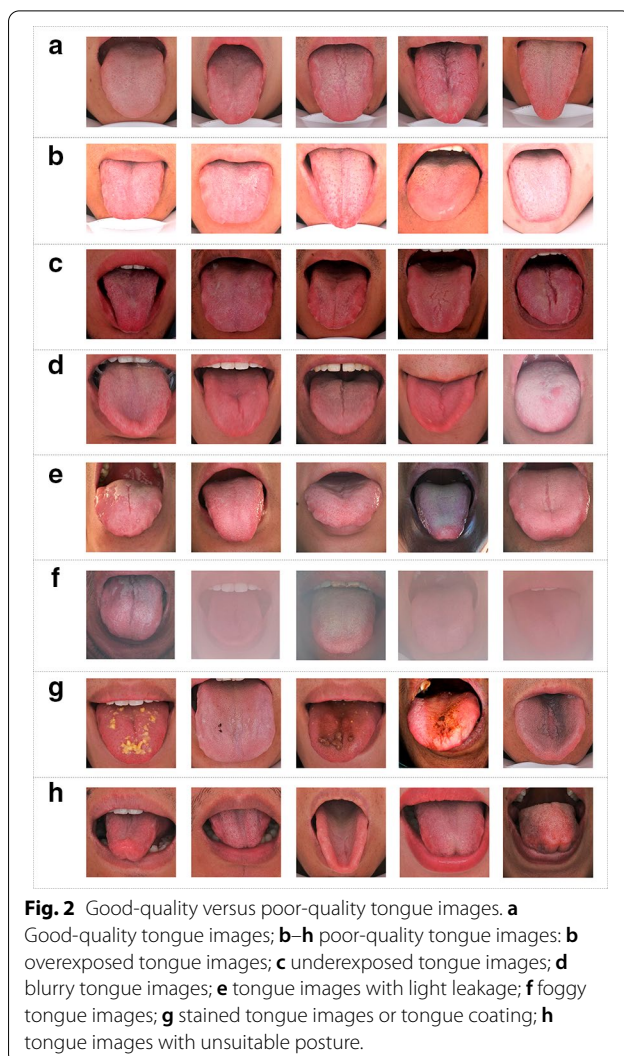 a
b
c
d
e
f
g
h
Fig. 2 Good-quality versus poor-quality tongue images. a
Good-quality tongue images; b–h poor-quality tongue images: b
overexposed tongue images; c underexposed tongue images; d
blurry tongue images; e tongue images with light leakage; f foggy
tongue images; g stained tongue images or tongue coating; h
tongue images with unsuitable posture.